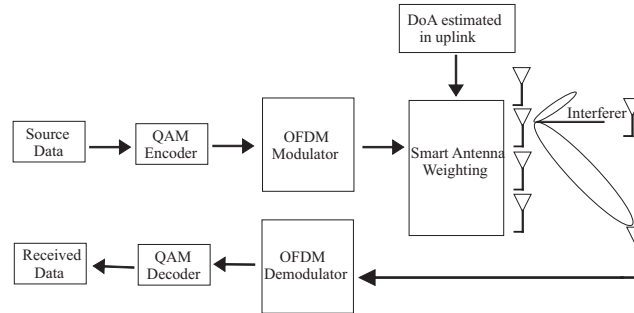 DoA estimated
in uplink
Interferer
Source
Data
QAM
Encoder
OFDM
Modulator
Smart Antenna
Weighting
Received
Data
QAM
Decoder
OFDM
Demodulator